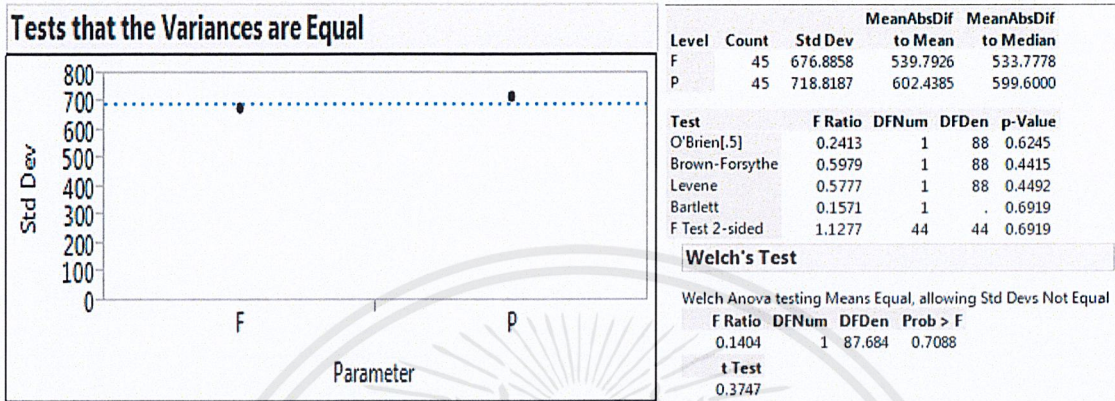 Tests that the Variances are Equal
800
700
600
500
400
300
200
100
0
Std Dev
F P
Parameter
MeanAbsDif MeanAbsDif
Level Count Std Dev to Mean to Median
F 45 676.8858 539.7926 533.7778
P 45 718.8187 602.4385 599.6000
Test F Ratio DFNum DFDen p-Value
O'Brien[.5] 0.2413 1 88 0.6245
Brown-Forsythe 0.5979 1 88 0.4415
Levene 0.5777 1 88 0.4492
Bartlett 0.1571 1 . 0.6919
F Test 2-sided 1.1277 44 44 0.6919
Welch's Test
Welch Anova testing Means Equal, allowing Std Devs Not Equal
F Ratio DFNum DFDen Prob > F
0.1404 1 87.684 0.7088
t Test
0.3747